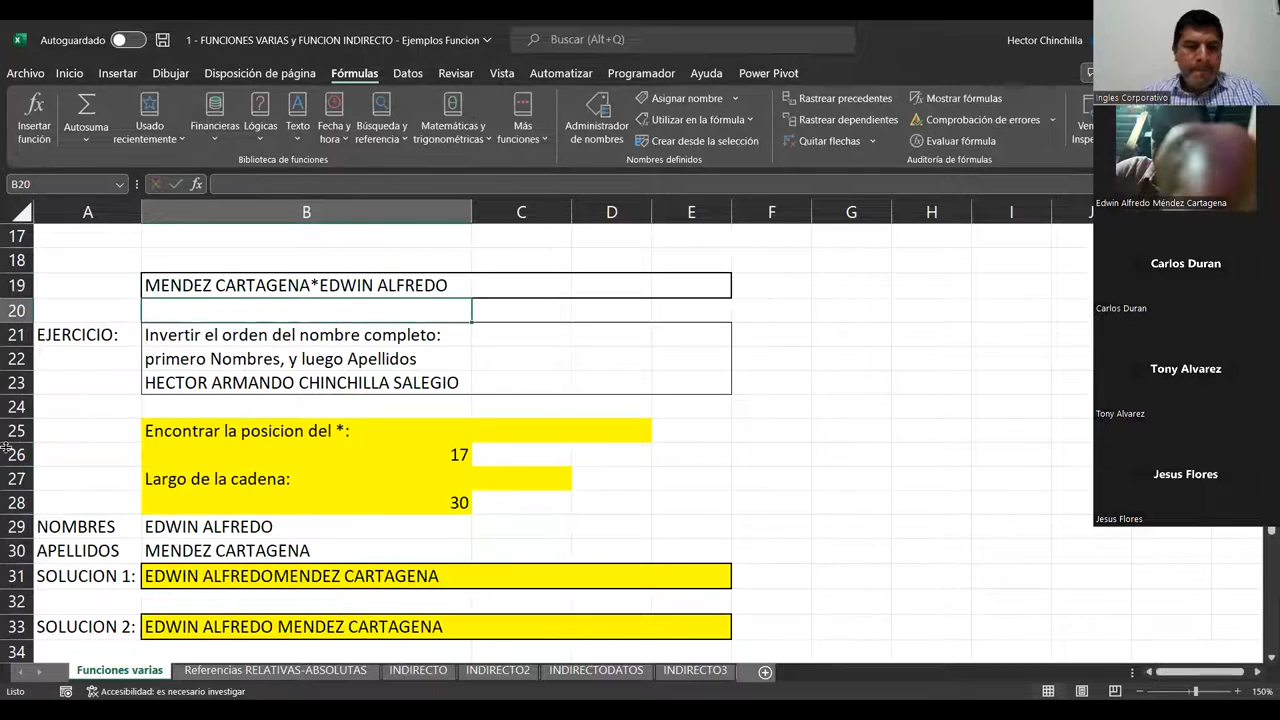 Autoguardado
1 - FUNCIONES VARIAS y FUNCION INDIRECTO - Ejemplos Funcion
Buscar (Alt+Q)
Hector Chinchilla
Archivo Inicio Insertar Dibujar Disposición de página Fórmulas Datos Revisar Vista Automatizar Programador Ayuda Power Pivot
Insertar función
Autosuma
Usado recientemente
Financieras
Lógicas
Texto
Fecha y hora
Búsqueda y referencia
Matemáticas y trigonométricas
Más funciones
Biblioteca de funciones
Administrador de nombres
Asignar nombre
Utilizar en la fórmula
Crear desde la selección
Nombres definidos
Rastrear precedentes
Rastrear dependientes
Quitar flechas
Mostrar fórmulas
Comprobación de errores
Evaluar fórmula
Auditoría de fórmulas
Ingles Corporativo
Edwin Alfredo Méndez Cartagena
Carlos Duran
Carlos Duran
Tony Alvarez
Tony Alvarez
Jesus Flores
Jesus Flores
B20
fx
A B C D E F G H I
17
18
19 MENDEZ CARTAGENA*EDWIN ALFREDO
20
21 EJERCICIO: Invertir el orden del nombre completo:
22 primero Nombres, y luego Apellidos
23 HECTOR ARMANDO CHINCHILLA SALEGIO
24
25 Encontrar la posicion del *:
26 17
27 Largo de la cadena:
28 30
29 NOMBRES EDWIN ALFREDO
30 APELLIDOS MENDEZ CARTAGENA
31 SOLUCION 1: EDWIN ALFREDOMENDEZ CARTAGENA
32
33 SOLUCION 2: EDWIN ALFREDO MENDEZ CARTAGENA
34
Funciones varias Referencias RELATIVAS-ABSOLUTAS INDIRECTO INDIRECTO2 INDIRECTODATOS INDIRECTO3
Listo
Accesibilidad: es necesario investigar
150%